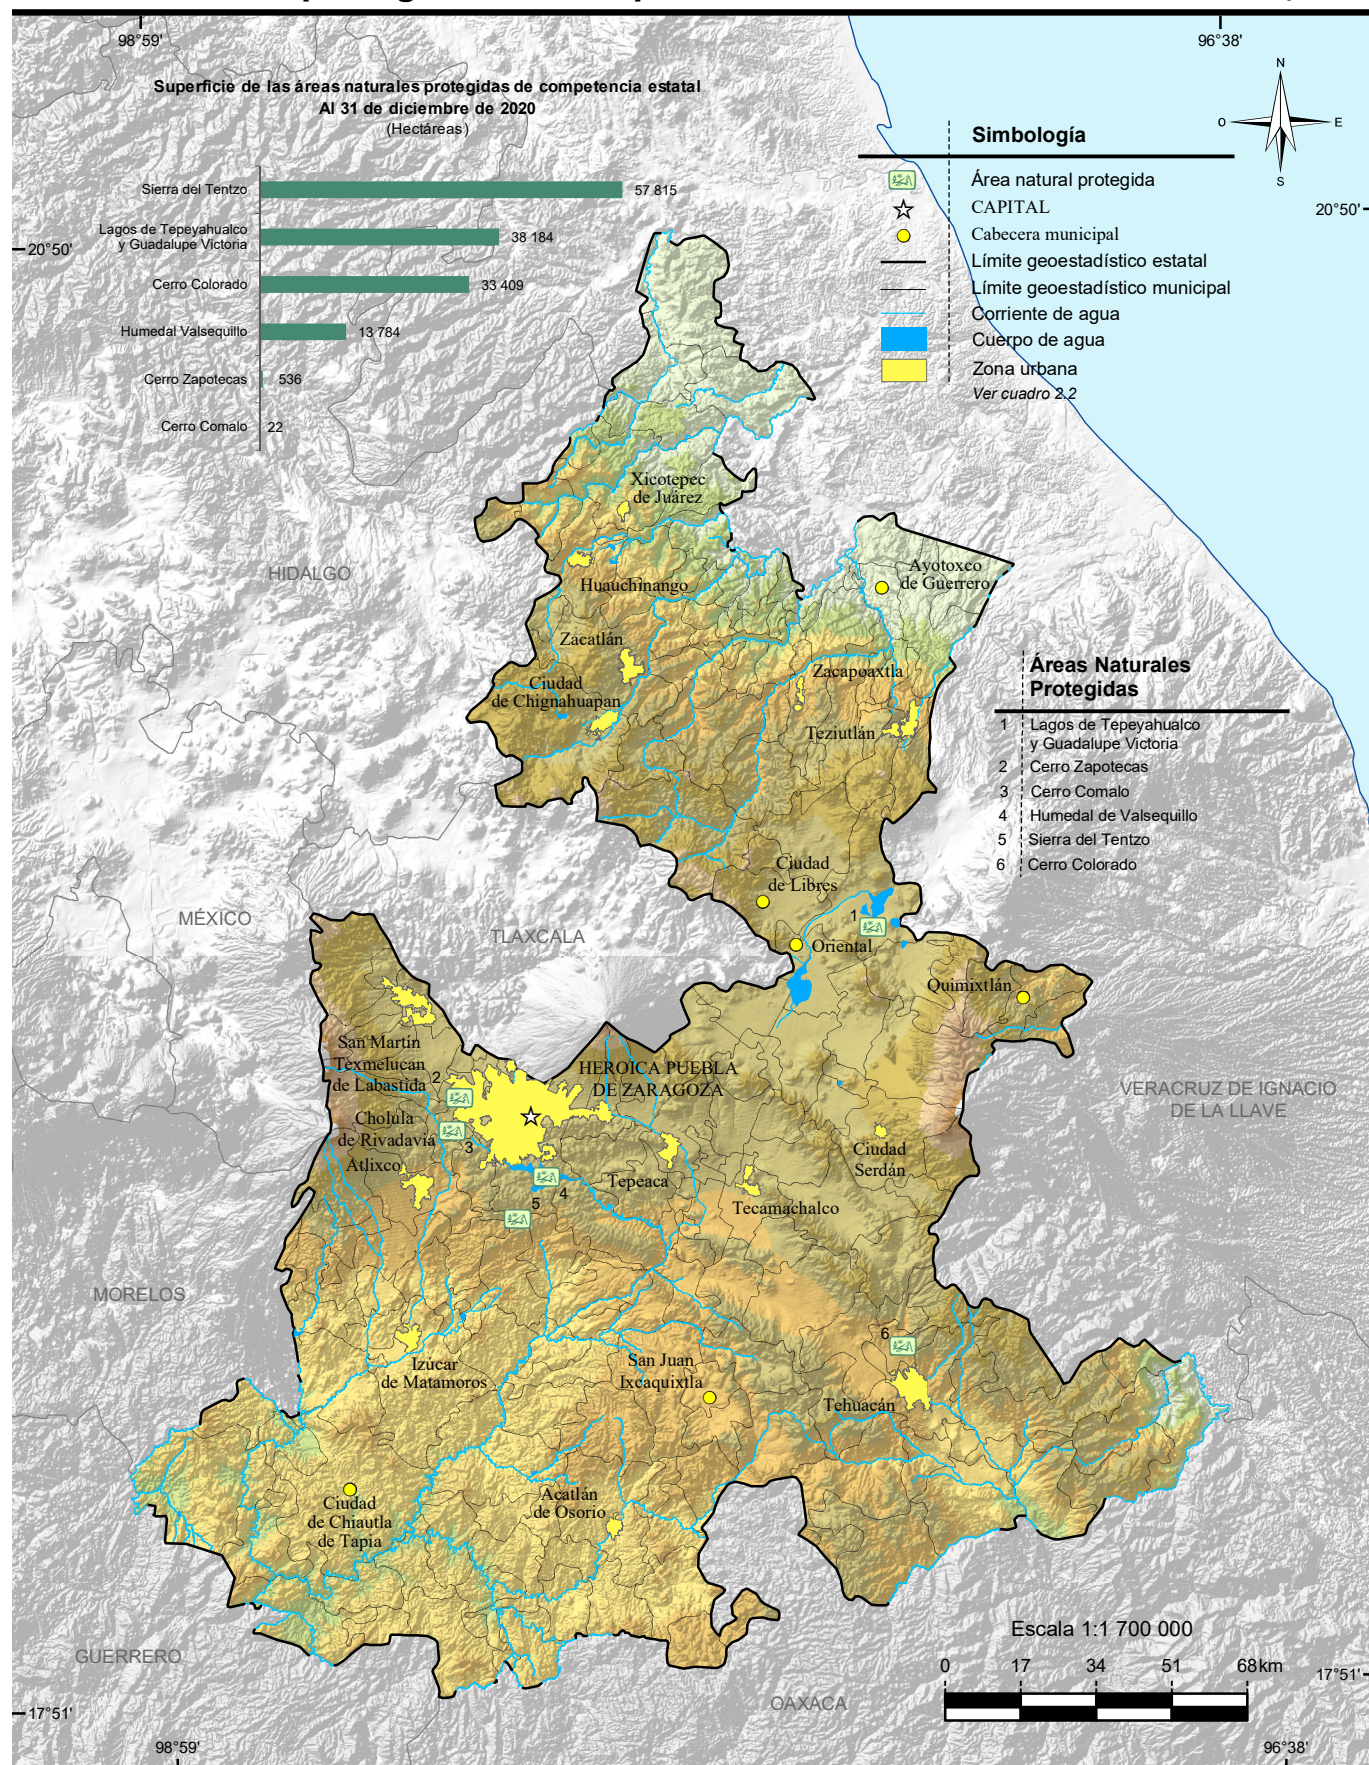 98°59'
96°38'
Superficie de las áreas naturales protegidas de competencia estatal
Al 31 de diciembre de 2020
(Hectáreas)
Sierra del Tentzo
57 815
Lagos de Tepeyahualco
y Guadalupe Victoria
38 184
Cerro Colorado
33 409
Humedal Valsequillo
13 784
Cerro Zapotecas
536
Cerro Comalo
22
N
O
E
S
Simbología
Área natural protegida
CAPITAL
Cabecera municipal
Límite geoestadístico estatal
Límite geoestadístico municipal
Corriente de agua
Cuerpo de agua
Zona urbana
Ver cuadro 2.2
20°50'
20°50'
Xicotepec
de Juárez
HIDALGO
Huauchinango
Ayotoxco
de Guerrero
Zacatlán
Ciudad
de Chignahuapan
Zacapoaxtla
Teziutlán
Áreas Naturales
Protegidas
1 Lagos de Tepeyahualco
y Guadalupe Victoria
2 Cerro Zapotecas
3 Cerro Comalo
4 Humedal de Valsequillo
5 Sierra del Tentzo
6 Cerro Colorado
Ciudad
de Libres
1
MÉXICO
TLAXCALA
Oriental
Quimixtlán
San Martín
Texmelucan
de Labastida
2
HEROICA PUEBLA
DE ZARAGOZA
VERACRUZ DE IGNACIO
DE LA LLAVE
Cholula
de Rivadavia
3
Atlixco
Ciudad
Serdán
Tepeaca
4
5
Tecamachalco
MORELOS
6
Izúcar
de Matamoros
San Juan
Ixcaquixtla
Tehuacán
Ciudad
de Chiautla
de Tapia
Acatlán
de Osorio
GUERRERO
OAXACA
Escala 1:1 700 000
0 17 34 51 68 km
17°51'
17°51'
98°59'
96°38'